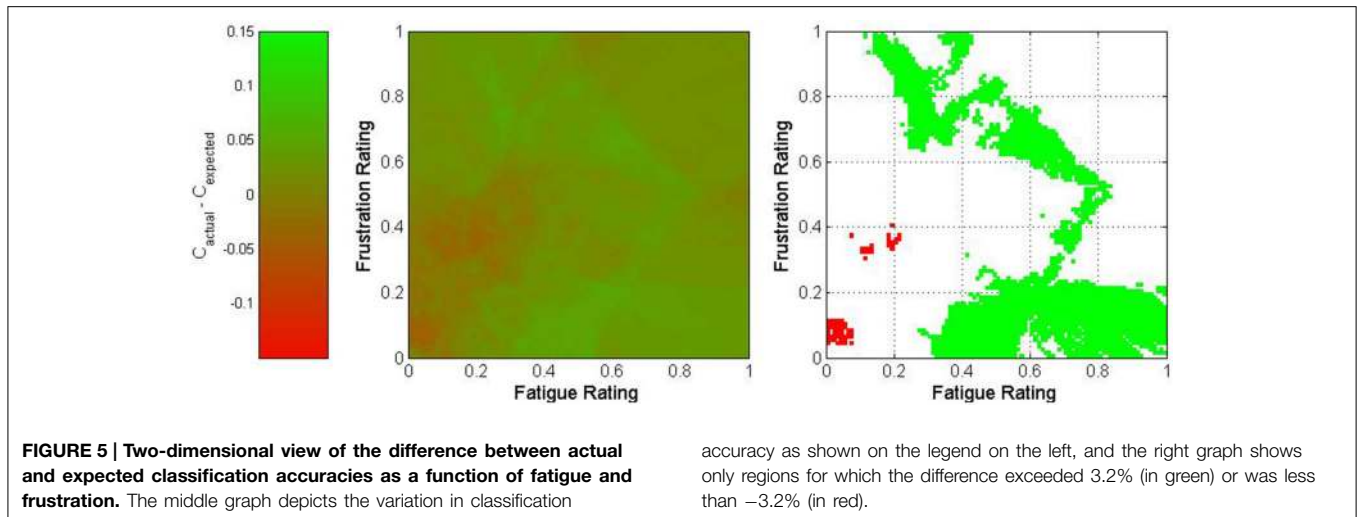 0.15
0.1
0.05
0
-0.05
-0.1
C actual - C expected
1
0.8
0.6
0.4
0.2
0
Frustration Rating
0 0.2 0.4 0.6 0.8 1
Fatigue Rating
1
0.8
0.6
0.4
0.2
0
Frustration Rating
0 0.2 0.4 0.6 0.8 1
Fatigue Rating
FIGURE 5 | Two-dimensional view of the difference between actual
and expected classification accuracies as a function of fatigue and
frustration. The middle graph depicts the variation in classification
accuracy as shown on the legend on the left, and the right graph shows
only regions for which the difference exceeded 3.2% (in green) or was less
than −3.2% (in red).